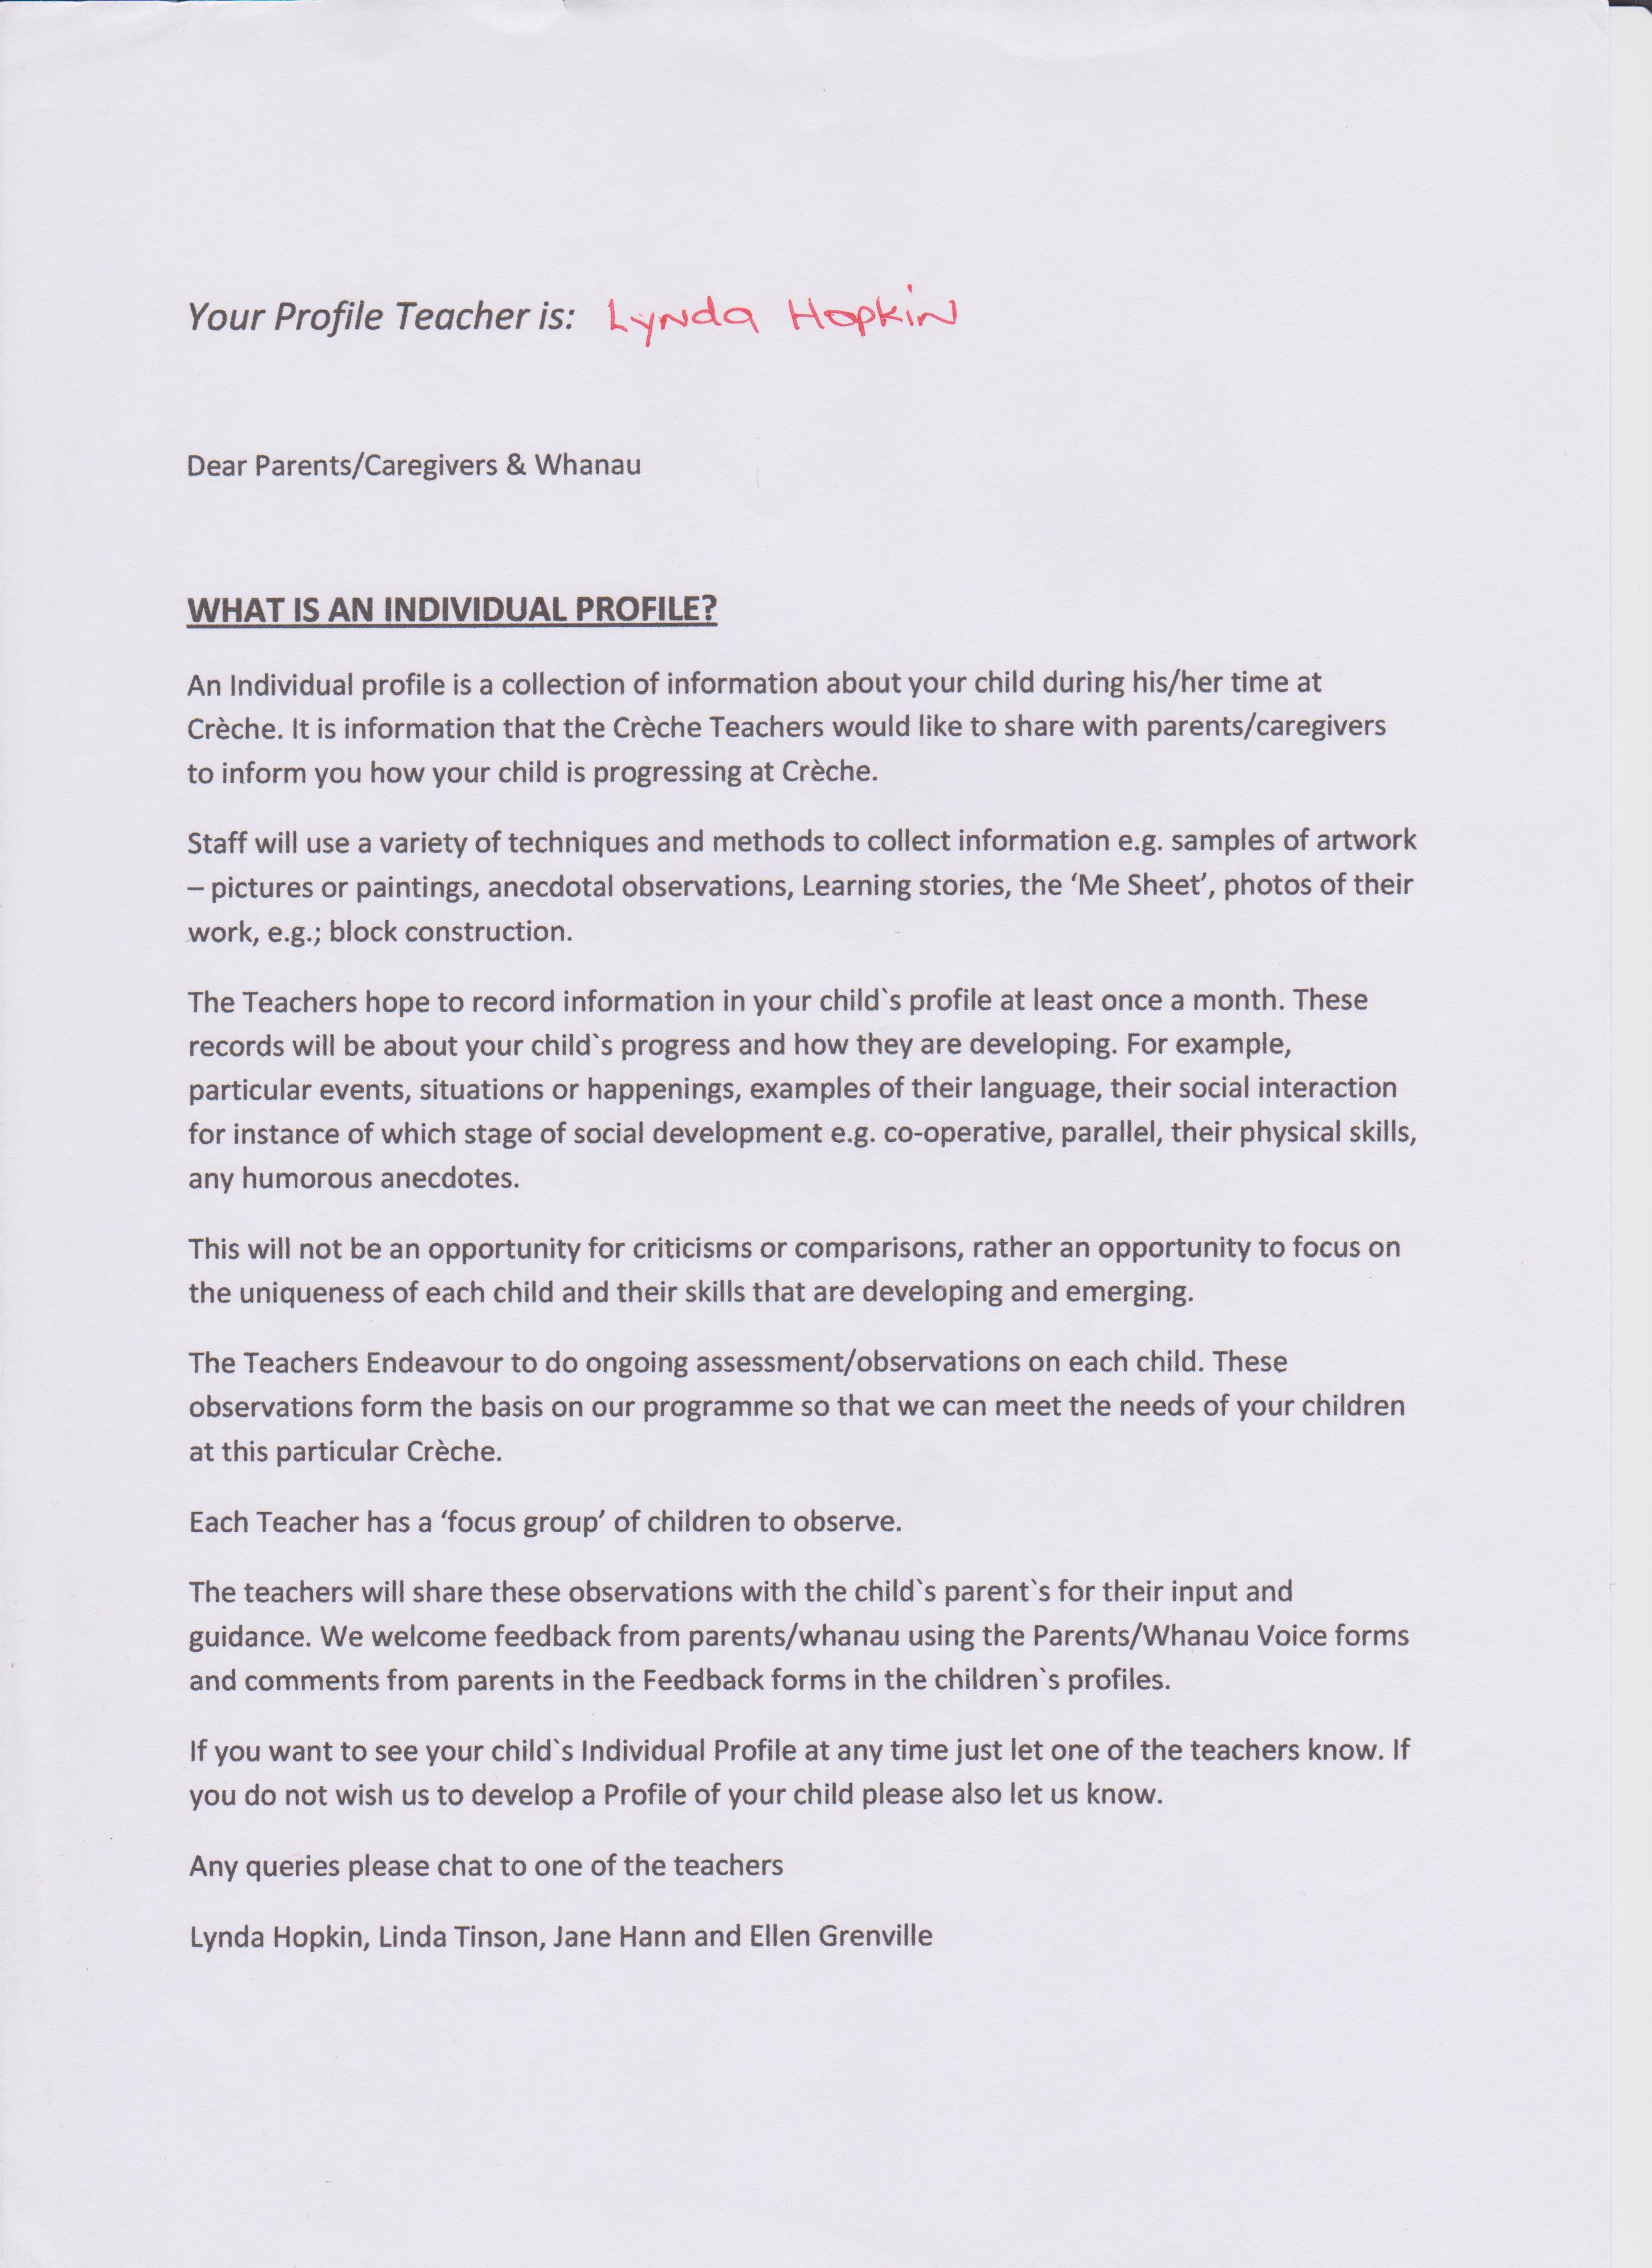 Your Profile Teacher is: Lynda Hopkin
Dear Parents/Caregivers & Whanau
WHAT IS AN INDIVIDUAL PROFILE?
An Individual profile is a collection of information about your child during his/her time at
Crèche. It is information that the Crèche Teachers would like to share with parents/caregivers
to inform you how your child is progressing at Crèche.
Staff will use a variety of techniques and methods to collect information e.g. samples of artwork
– pictures or paintings, anecdotal observations, Learning stories, the ‘Me Sheet’, photos of their
work, e.g.; block construction.
The Teachers hope to record information in your child`s profile at least once a month. These
records will be about your child`s progress and how they are developing. For example,
particular events, situations or happenings, examples of their language, their social interaction
for instance of which stage of social development e.g. co-operative, parallel, their physical skills,
any humorous anecdotes.
This will not be an opportunity for criticisms or comparisons, rather an opportunity to focus on
the uniqueness of each child and their skills that are developing and emerging.
The Teachers Endeavour to do ongoing assessment/observations on each child. These
observations form the basis on our programme so that we can meet the needs of your children
at this particular Crèche.
Each Teacher has a ‘focus group’ of children to observe.
The teachers will share these observations with the child`s parent`s for their input and
guidance. We welcome feedback from parents/whanau using the Parents/Whanau Voice forms
and comments from parents in the Feedback forms in the children`s profiles.
If you want to see your child`s Individual Profile at any time just let one of the teachers know. If
you do not wish us to develop a Profile of your child please also let us know.
Any queries please chat to one of the teachers
Lynda Hopkin, Linda Tinson, Jane Hann and Ellen Grenville